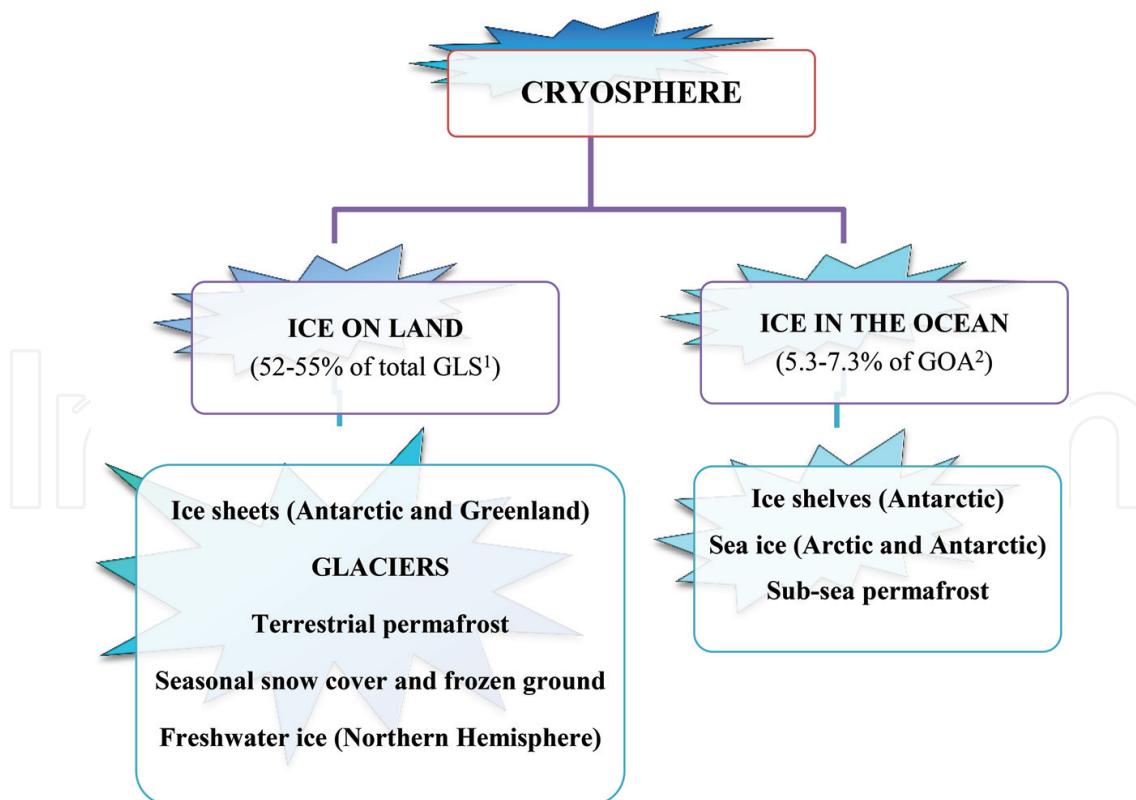 CRYOSPHERE
ICE ON LAND
(52-55% of total GLS¹)
ICE IN THE OCEAN
(5.3-7.3% of GOA²)
Ice sheets (Antarctic and Greenland)
GLACIERS
Terrestrial permafrost
Seasonal snow cover and frozen ground
Freshwater ice (Northern Hemisphere)
Ice shelves (Antarctic)
Sea ice (Arctic and Antarctic)
Sub-sea permafrost